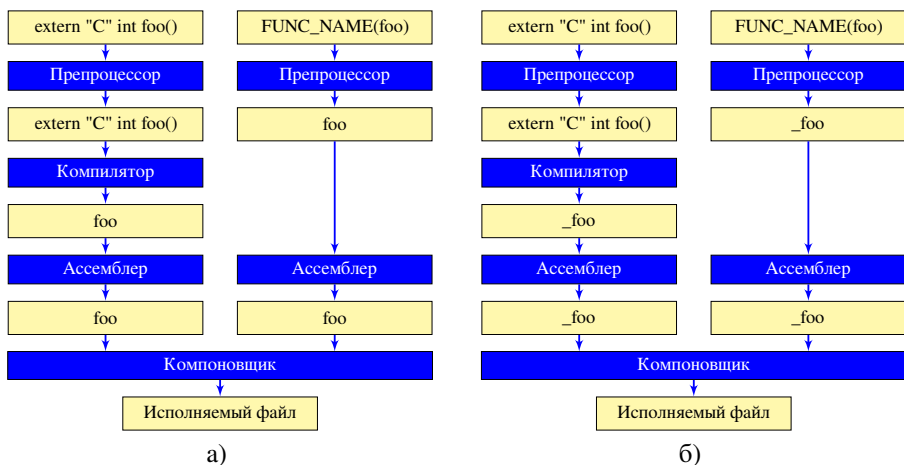 extern "C" int foo()
Препроцессор
extern "C" int foo()
Компилятор
foo
Ассемблер
foo
FUNC_NAME(foo)
Препроцессор
foo
Ассемблер
foo
Компоновщик
Исполняемый файл
а)
extern "C" int foo()
Препроцессор
extern "C" int foo()
Компилятор
_foo
Ассемблер
_foo
FUNC_NAME(foo)
Препроцессор
_foo
Ассемблер
_foo
Компоновщик
Исполняемый файл
б)